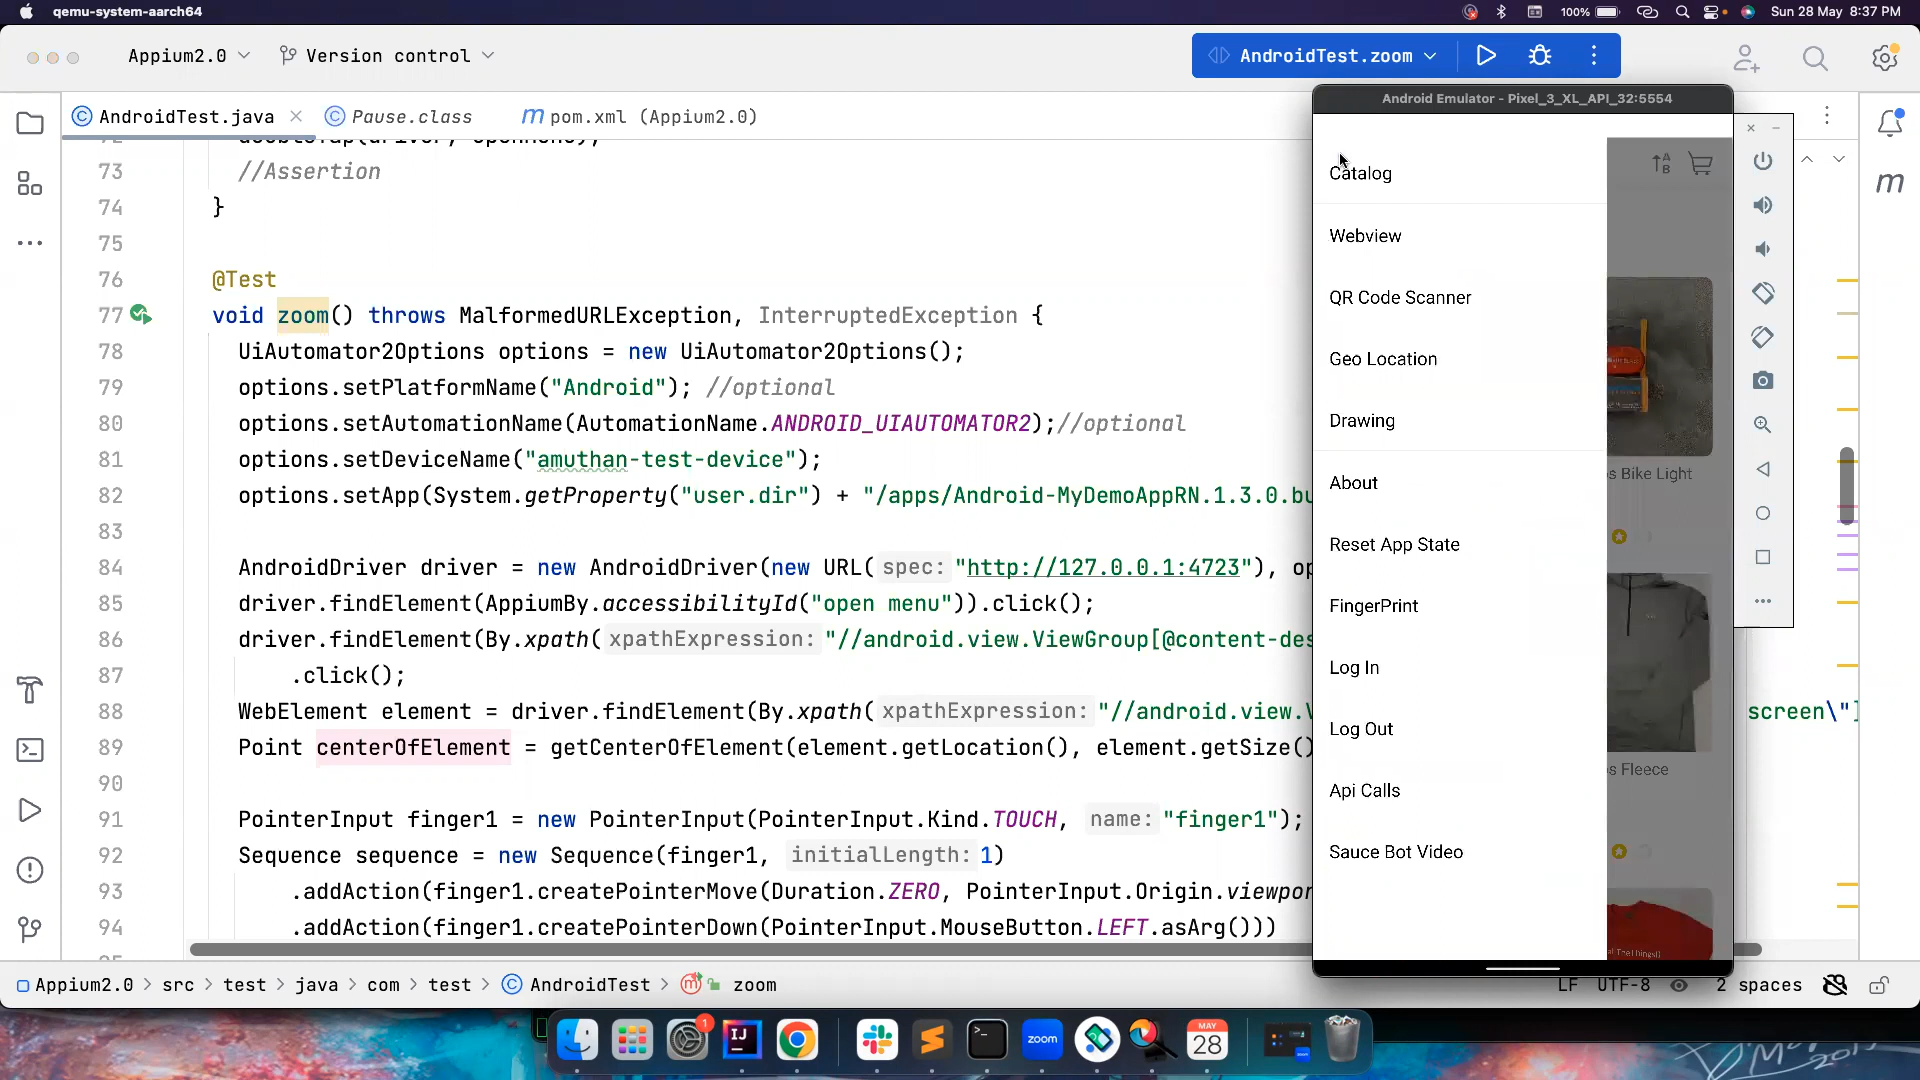 qemu-system-aarch64
100%
Sun 28 May 8:37 PM
Appium2.0
Version control
AndroidTest.zoom
AndroidTest.java
Pause.class
pom.xml (Appium2.0)
Android Emulator - Pixel_3_XL_API_32:5554
73 //Assertion
74 }
75
76 @Test
77 void zoom() throws MalformedURLException, InterruptedException {
78 UiAutomator2Options options = new UiAutomator2Options();
79 options.setPlatformName("Android"); //optional
80 options.setAutomationName(AutomationName.ANDROID_UIAUTOMATOR2);//optional
81 options.setDeviceName("amuthan-test-device");
82 options.setApp(System.getProperty("user.dir") + "/apps/Android-MyDemoAppRN.1.3.0.bu
83
84 AndroidDriver driver = new AndroidDriver(new URL( spec: "http://127.0.0.1:4723"), op
85 driver.findElement(AppiumBy.accessibilityId("open menu")).click();
86 driver.findElement(By.xpath( xpathExpression: "//android.view.ViewGroup[@content-des
87 .click();
88 WebElement element = driver.findElement(By.xpath( xpathExpression: "//android.view.V
screen\"]
89 Point centerOfElement = getCenterOfElement(element.getLocation(), element.getSize()
90
91 PointerInput finger1 = new PointerInput(PointerInput.Kind.TOUCH, name: "finger1");
92 Sequence sequence = new Sequence(finger1, initialLength: 1)
93 .addAction(finger1.createPointerMove(Duration.ZERO, PointerInput.Origin.viewpor
94 .addAction(finger1.createPointerDown(PointerInput.MouseButton.LEFT.asArg()))
Catalog
Webview
QR Code Scanner
Geo Location
Drawing
About
Reset App State
FingerPrint
Log In
Log Out
Api Calls
Sauce Bot Video
s Bike Light
s Fleece
Appium2.0 > src > test > java > com > test > AndroidTest > zoom
LF UTF-8 2 spaces
1
IJ
zoom
MAY
28